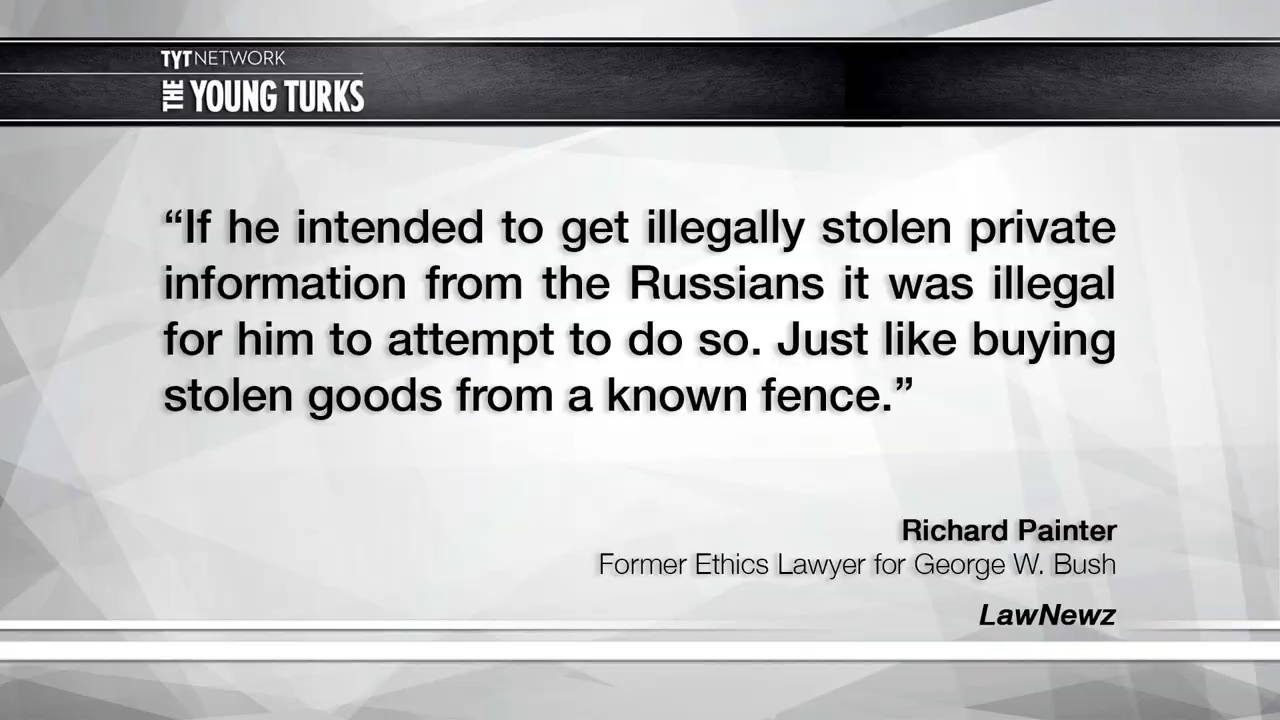 TYT NETWORK
THE YOUNG TURKS
“If he intended to get illegally stolen private
information from the Russians it was illegal
for him to attempt to do so. Just like buying
stolen goods from a known fence.”
Richard Painter
Former Ethics Lawyer for George W. Bush
LawNewz